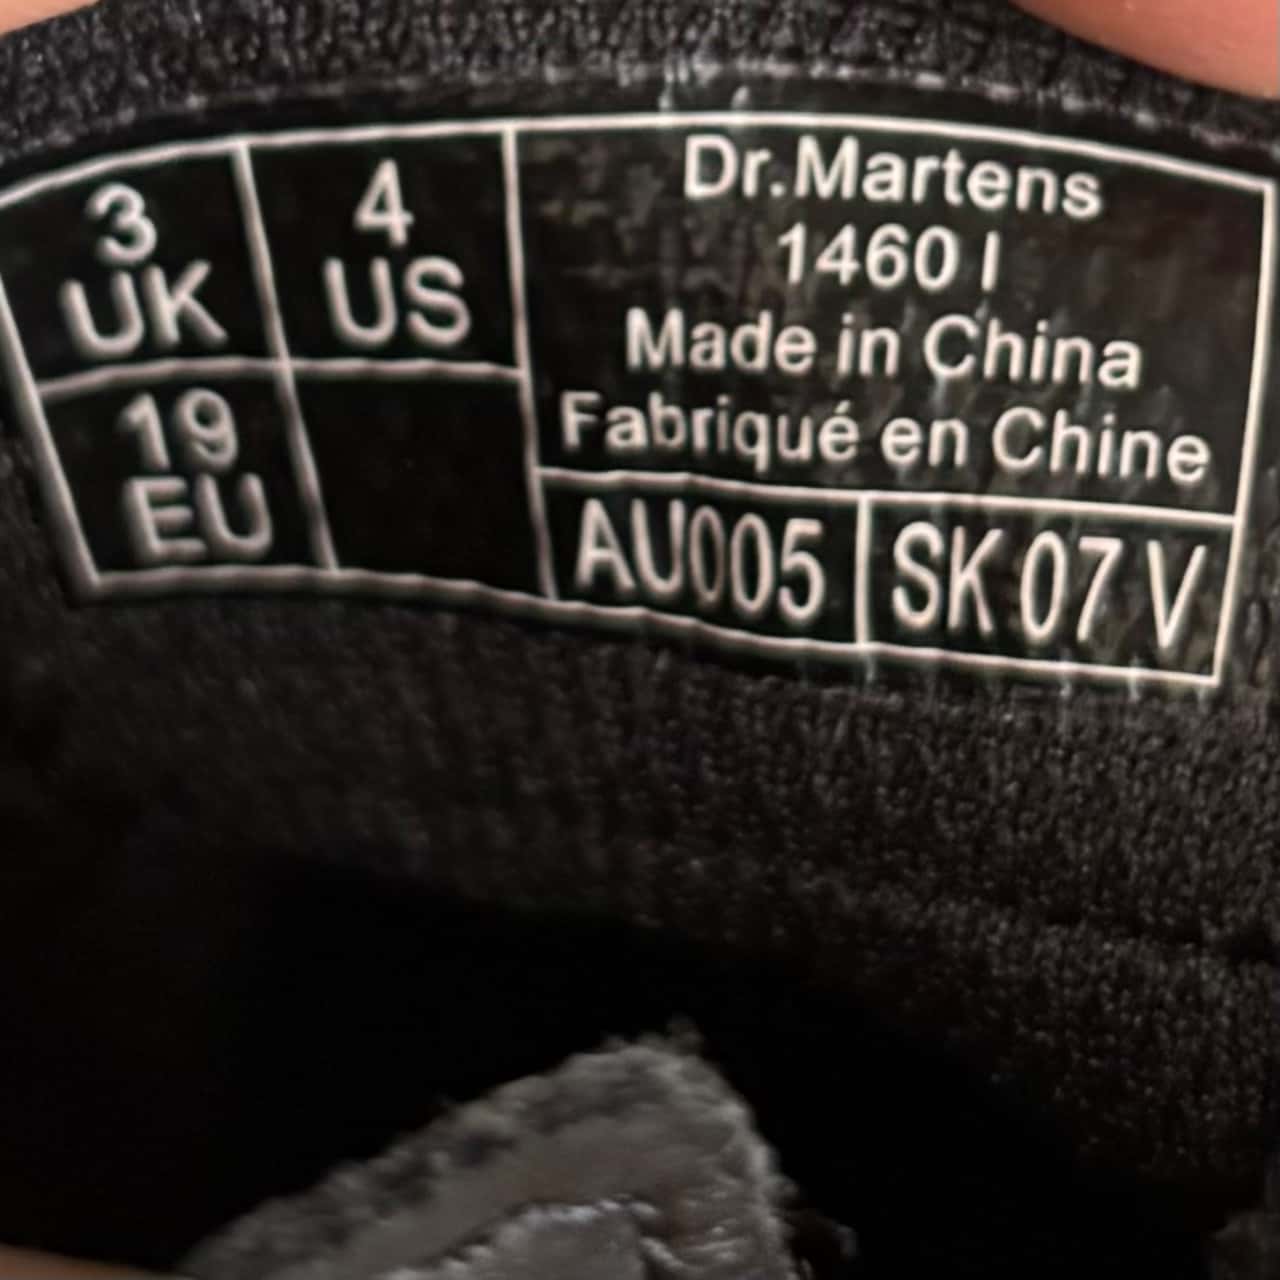 3
UK
4
US
19
EU
Dr.Martens
1460 I
Made in China
Fabriqué en Chine
AU005
SK 07 V